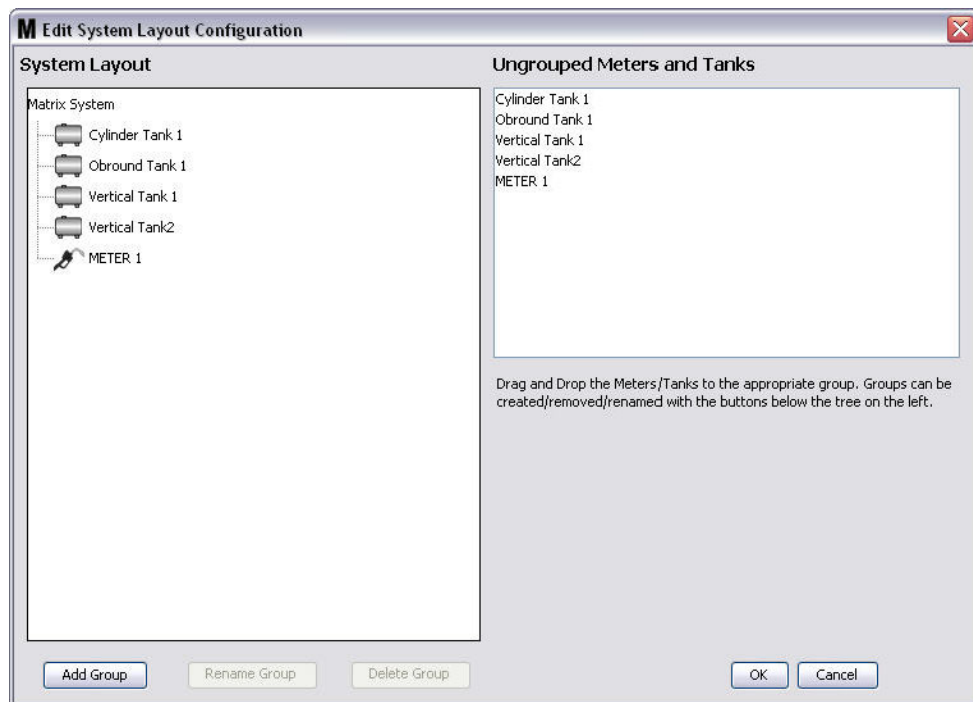 M Edit System Layout Configuration
System Layout
Matrix System
Cylinder Tank 1
Obround Tank 1
Vertical Tank 1
Vertical Tank2
METER 1
Ungrouped Meters and Tanks
Cylinder Tank 1
Obround Tank 1
Vertical Tank 1
Vertical Tank2
METER 1
Drag and Drop the Meters/Tanks to the appropriate group. Groups can be
created/removed/renamed with the buttons below the tree on the left.
Add Group
Rename Group
Delete Group
OK
Cancel